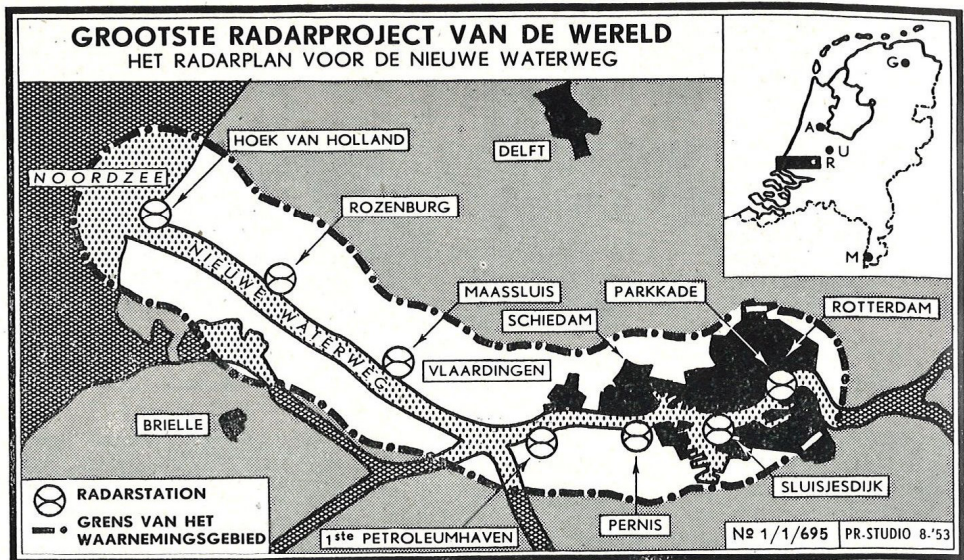 GROOTSTE RADARPROJECT VAN DE WERELD
HET RADARPLAN VOOR DE NIEUWE WATERWEG
G
A
U
R
M
HOEK VAN HOLLAND
DELFT
NOORDZEE
ROZENBURG
NIEUWE WATERWEG
MAASSLUIS
PARKKADE
ROTTERDAM
SCHIEDAM
VLAARDINGEN
BRIELLE
SLUISJESDIJK
PERNIS
1ste PETROLEUMHAVEN
RADARSTATION
GRENS VAN HET
WAARNEMINGSGEBIED
Nº 1/1/695
PR-STUDIO 8-'53